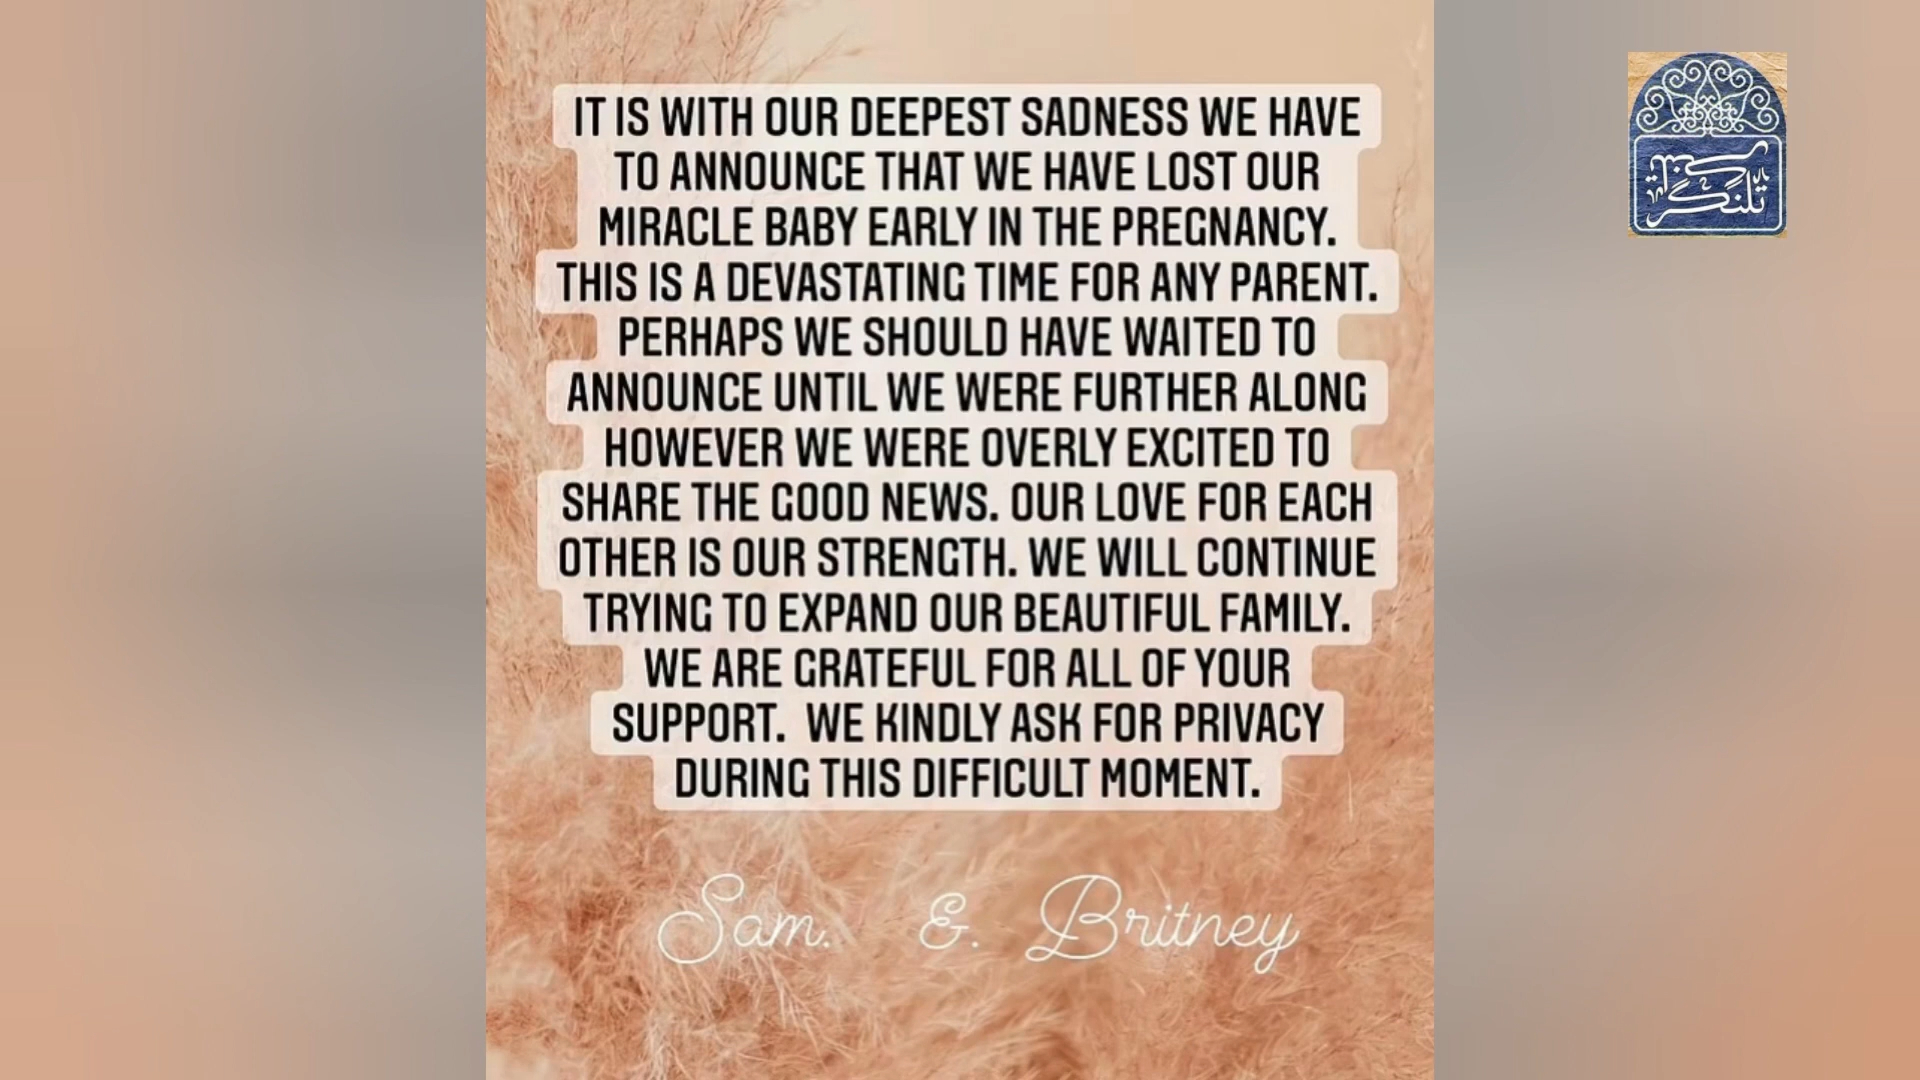 IT IS WITH OUR DEEPEST SADNESS WE HAVE
TO ANNOUNCE THAT WE HAVE LOST OUR
MIRACLE BABY EARLY IN THE PREGNANCY.
THIS IS A DEVASTATING TIME FOR ANY PARENT.
PERHAPS WE SHOULD HAVE WAITED TO
ANNOUNCE UNTIL WE WERE FURTHER ALONG
HOWEVER WE WERE OVERLY EXCITED TO
SHARE THE GOOD NEWS. OUR LOVE FOR EACH
OTHER IS OUR STRENGTH. WE WILL CONTINUE
TRYING TO EXPAND OUR BEAUTIFUL FAMILY.
WE ARE GRATEFUL FOR ALL OF YOUR
SUPPORT.  WE KINDLY ASK FOR PRIVACY
DURING THIS DIFFICULT MOMENT.
Sam. &. Britney